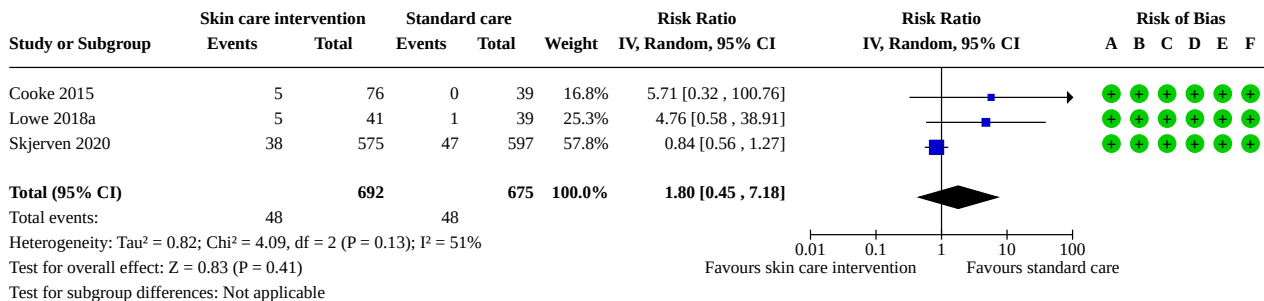 Skin care intervention Standard care Risk Ratio Risk Ratio Risk of Bias
Study or Subgroup Events Total Events Total Weight IV, Random, 95% CI IV, Random, 95% CI A B C D E F
Cooke 2015 5 76 0 39 16.8% 5.71 [0.32 , 100.76] + + + + + +
Lowe 2018a 5 41 1 39 25.3% 4.76 [0.58 , 38.91] + + + + + +
Skjerven 2020 38 575 47 597 57.8% 0.84 [0.56 , 1.27] + + + + + +
Total (95% CI) 692 675 100.0% 1.80 [0.45 , 7.18]
Total events: 48 48
Heterogeneity: Tau² = 0.82; Chi² = 4.09, df = 2 (P = 0.13); I² = 51%
0.01 0.1 1 10 100
Test for overall effect: Z = 0.83 (P = 0.41) Favours skin care intervention Favours standard care
Test for subgroup differences: Not applicable